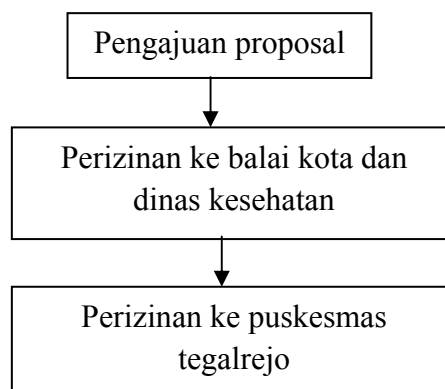 Pengajuan proposal
Perizinan ke balai kota dan
dinas kesehatan
Perizinan ke puskesmas
tegalrejo